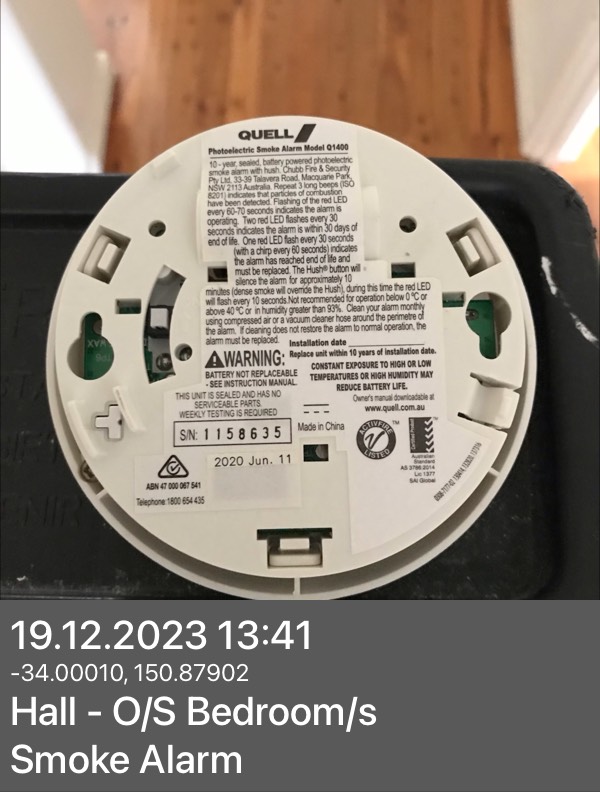 QUELL
Photoelectric Smoke Alarm Model Q1400
10 - year, sealed, battery powered photoelectric
smoke alarm with hush. Chubb Fire & Security
Pty Ltd, 33-39 Talavera Road, Macquarie Park,
NSW 2113 Australia. Repeat 3 long beeps (ISO
8201) indicates that particles of combustion
have been detected. Flashing of the red LED
every 60-70 seconds indicates the alarm is
operating. Two red LED flashes every 30
seconds indicates the alarm is within 30 days of
end of life. One red LED flash every 30 seconds
(with a chirp every 60 seconds) indicates
the alarm has reached end of life and
must be replaced. The Hush® button will
silence the alarm for approximately 10
minutes (dense smoke will override the Hush), during this time the red LED
will flash every 10 seconds.Not recommended for operation below 0 ºC or
above 40 ºC or in humidity greater than 93%. Clean your alarm monthly
using compressed air or a vacuum cleaner hose around the perimetre of
the alarm. If cleaning does not restore the alarm to normal operation, the
alarm must be replaced.
Installation date
Replace unit within 10 years of installation date.
WARNING:
BATTERY NOT REPLACEABLE
- SEE INSTRUCTION MANUAL.
CONSTANT EXPOSURE TO HIGH OR LOW
TEMPERATURES OR HIGH HUMIDITY MAY
REDUCE BATTERY LIFE.
THIS UNIT IS SEALED AND HAS NO
SERVICEABLE PARTS.
WEEKLY TESTING IS REQUIRED
Owner's manual downloadable at
www.quell.com.au
S/N: 1158635
Made in China
2020 Jun. 11
ACTIVFIRE
LISTED
TM
Australian
Standard
AS 3786:2014
Lic 1377
SAI Global
ABN 47 000 067 541
Telephone:1800 654 435
19.12.2023 13:41
-34.00010, 150.87902
Hall - O/S Bedroom/s
Smoke Alarm